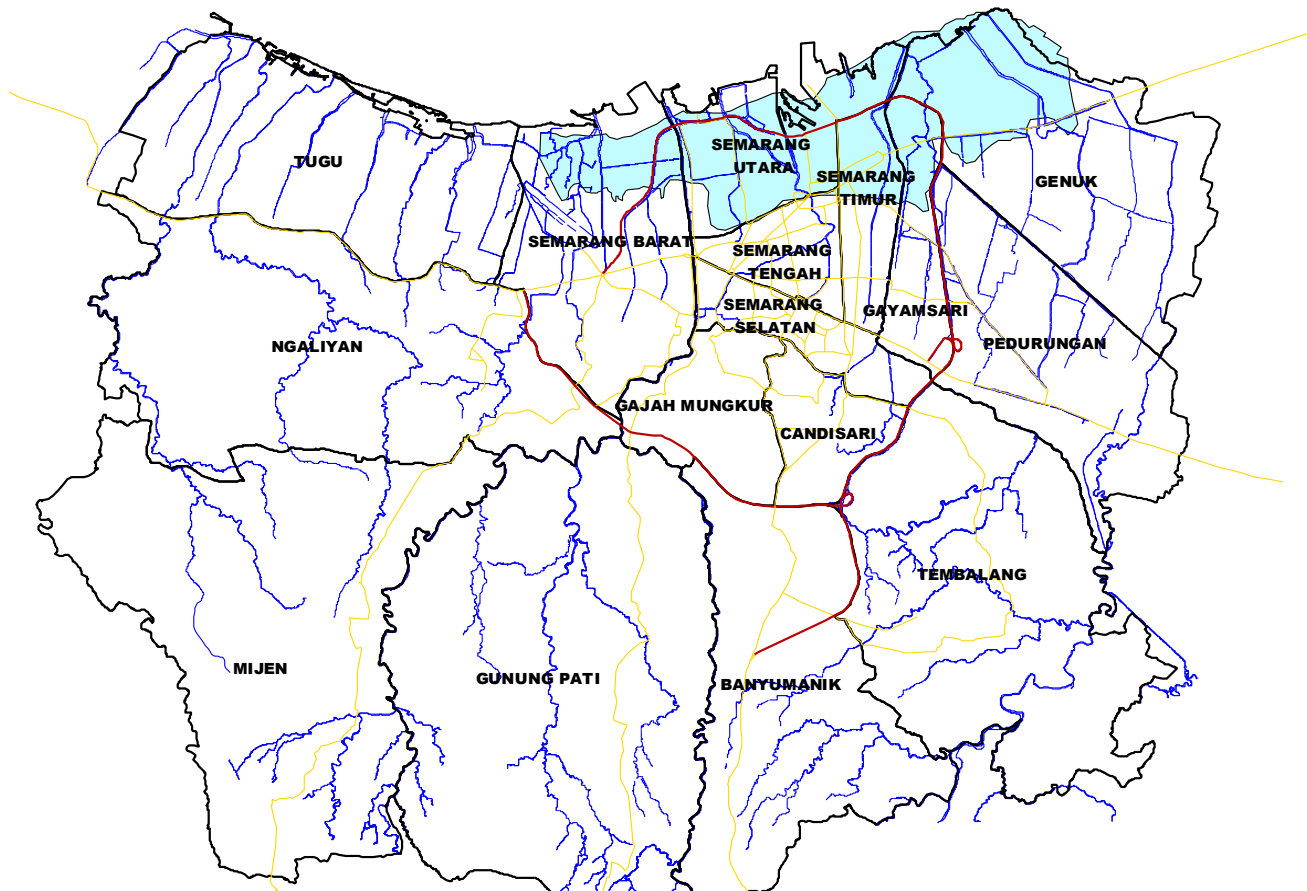 TUGU
SEMARANG
UTARA
SEMARANG
TIMUR
GENUK
SEMARANG BARAT
SEMARANG
TENGAH
SEMARANG
SELATAN
GAYAMSARI
NGALIYAN
PEDURUNGAN
GAJAH MUNGKUR
CANDISARI
TEMBALANG
MIJEN
GUNUNG PATI
BANYUMANIK